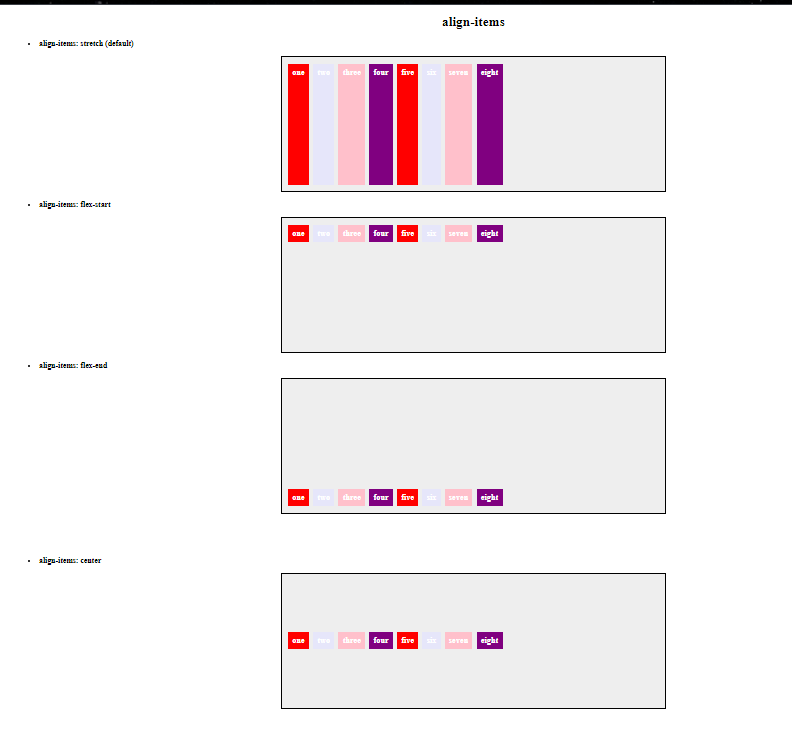 align-items
align-items: stretch (default)
one two three four five six seven eight
align-items: flex-start
one two three four five six seven eight
align-items: flex-end
one two three four five six seven eight
align-items: center
one two three four five six seven eight